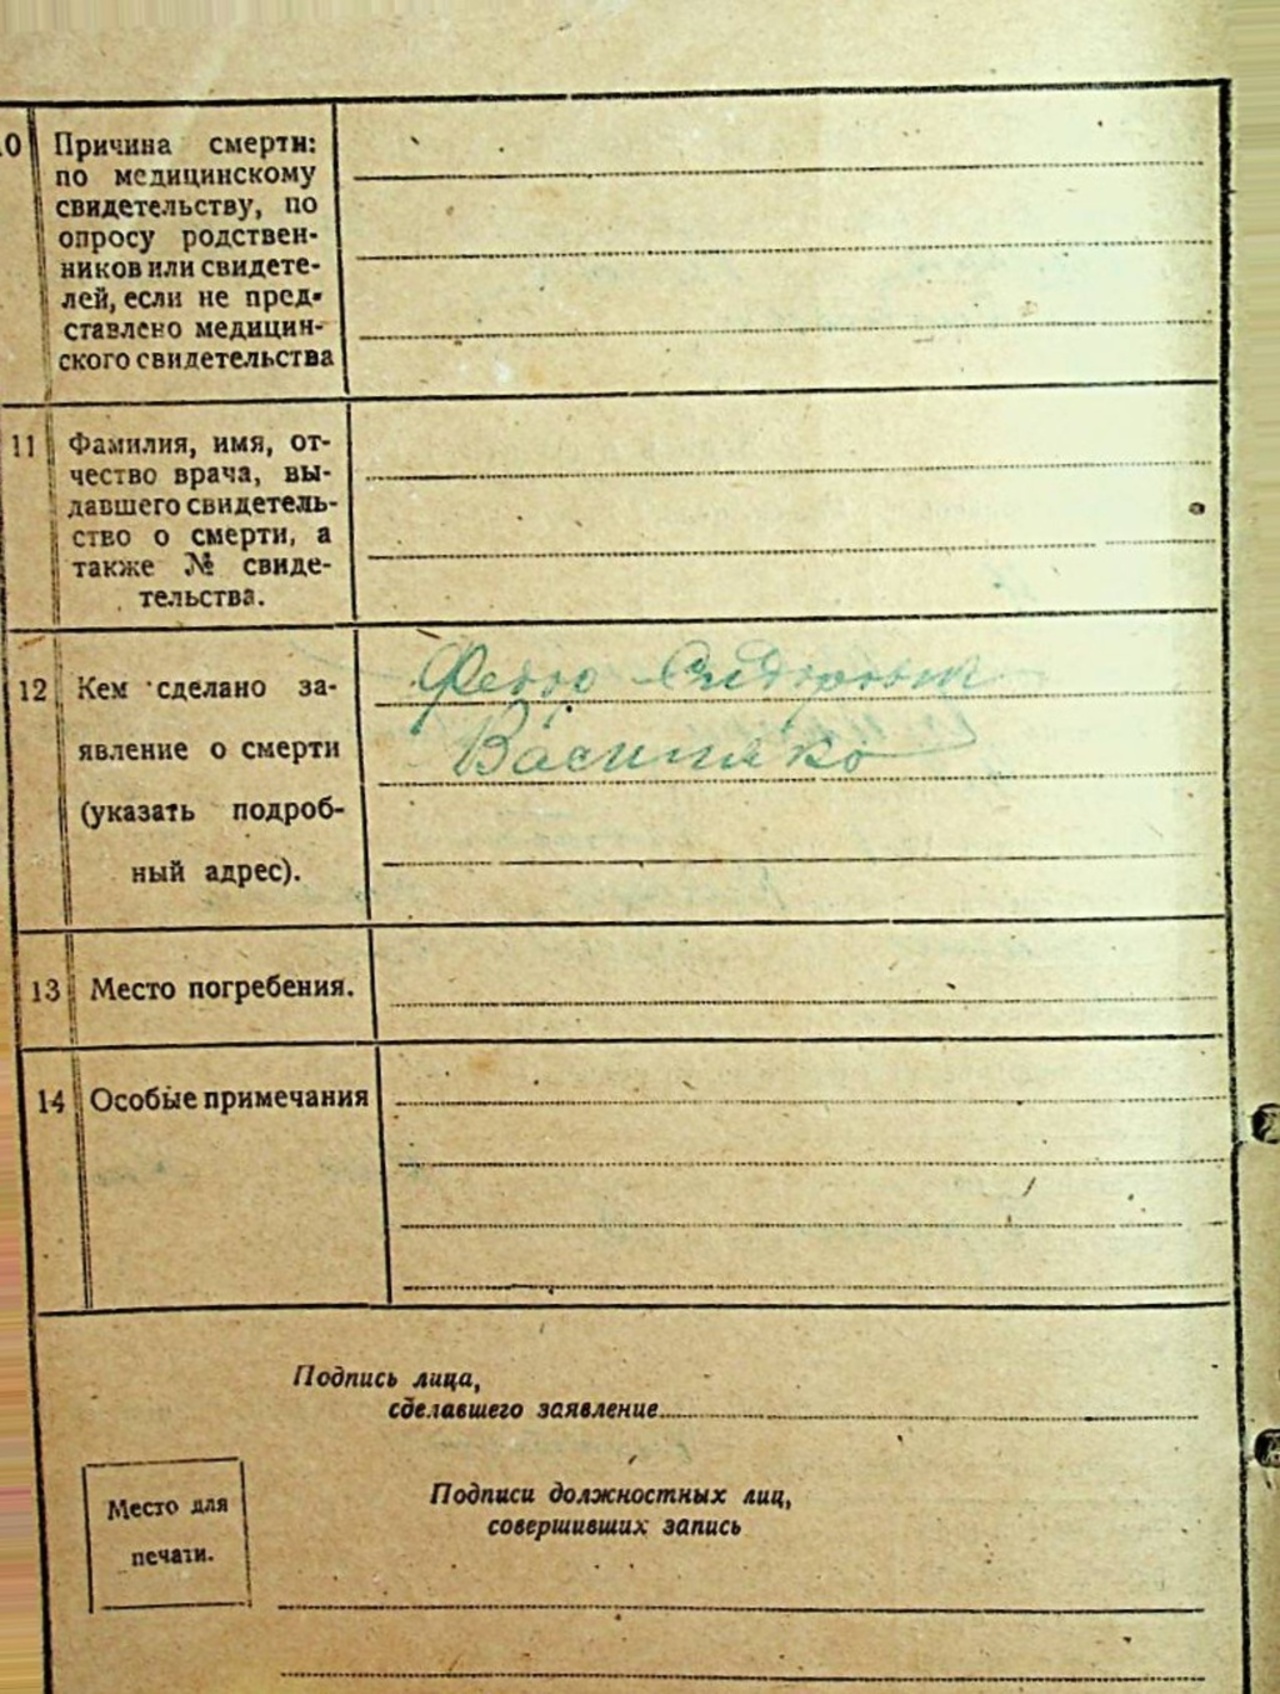 10 Причина смерти:
по медицинскому
свидетельству, по
опросу родствен-
ников или свидете-
лей, если не пред-
ставлено медицин-
ского свидетельства
11 Фамилия, имя, от-
чество врача, вы-
давшего свидетель-
ство о смерти, а
также № свиде-
тельства.
12 Кем сделано за-
явление о смерти
(указать подроб-
ный адрес).
Федор
Василяко
13 Место погребения.
14 Особые примечания
Подпись лица,
сделавшего заявление
Место для
печати.
Подписи должностных лиц,
совершивших запись